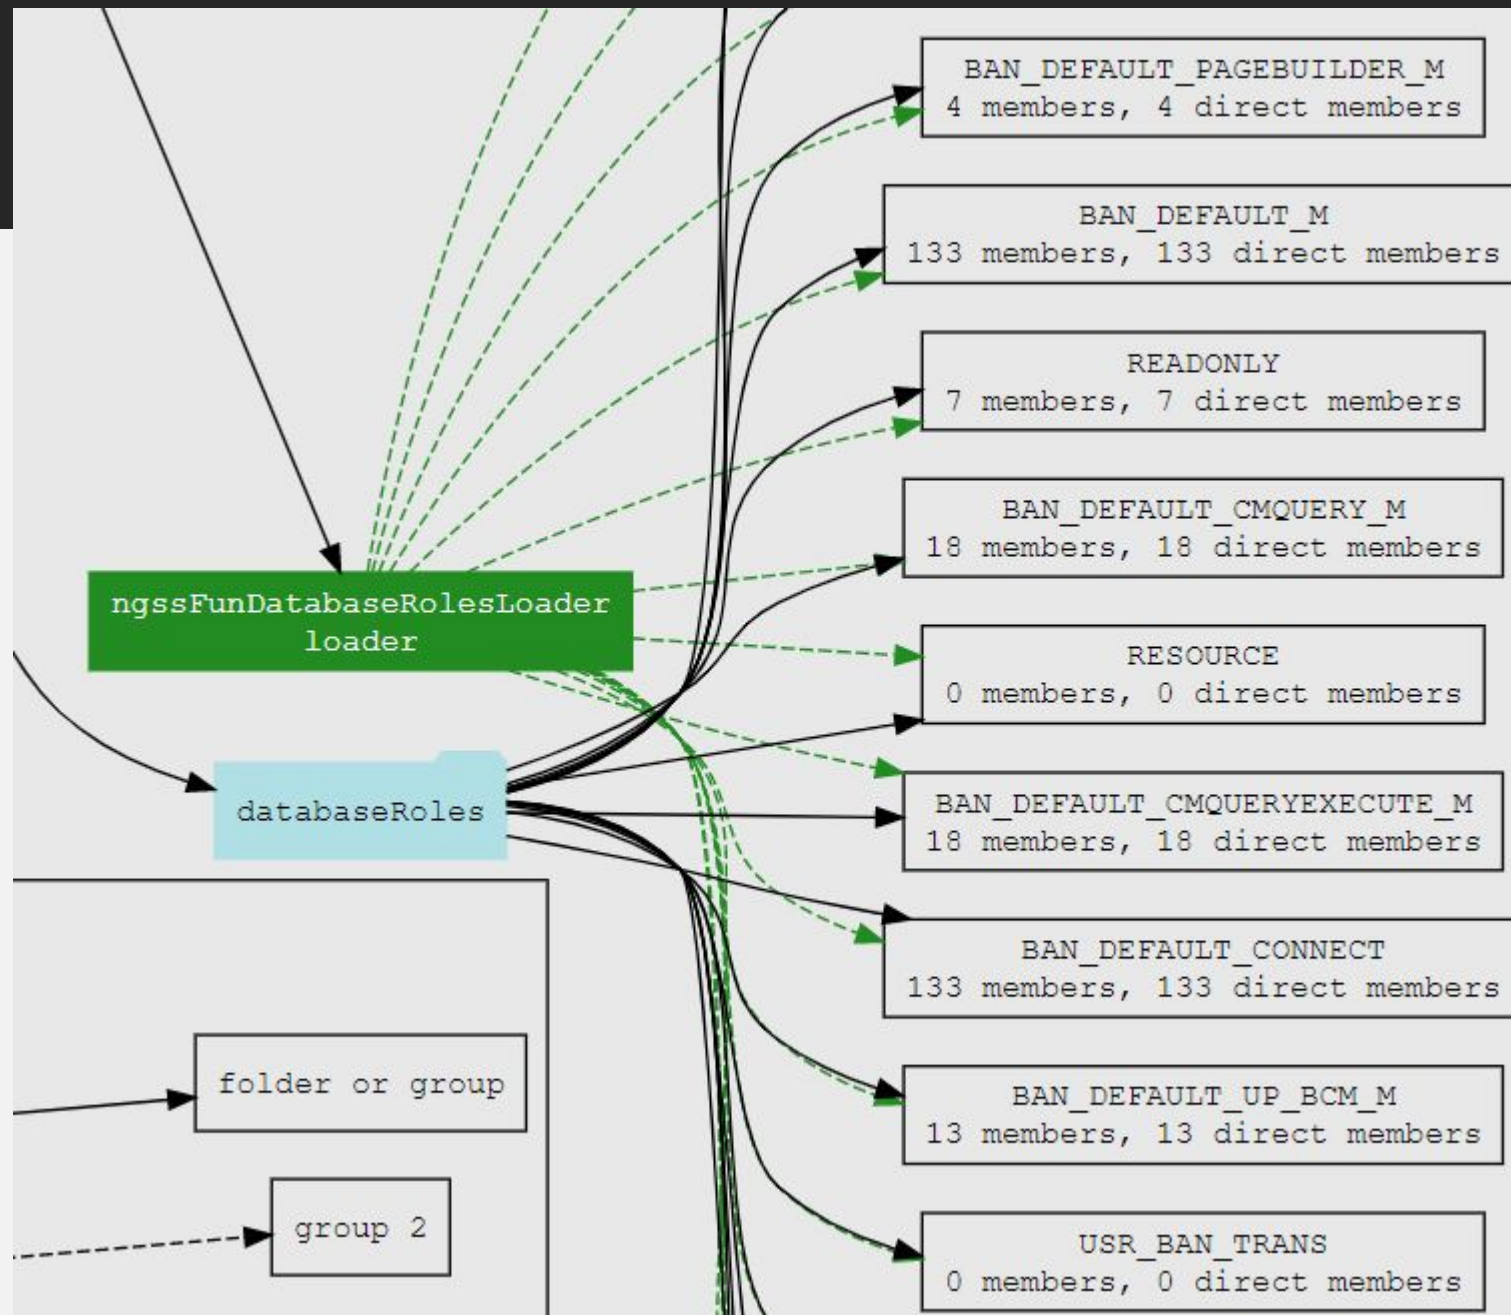 BAN_DEFAULT_PAGEBUILDER_M
4 members, 4 direct members
BAN_DEFAULT_M
133 members, 133 direct members
READONLY
7 members, 7 direct members
BAN_DEFAULT_CMQUERY_M
18 members, 18 direct members
ngssFunDatabaseRolesLoader
loader
RESOURCE
0 members, 0 direct members
databaseRoles
BAN_DEFAULT_CMQUERYEXECUTE_M
18 members, 18 direct members
BAN_DEFAULT_CONNECT
133 members, 133 direct members
folder or group
BAN_DEFAULT_UP_BCM_M
13 members, 13 direct members
group 2
USR_BAN_TRANS
0 members, 0 direct members